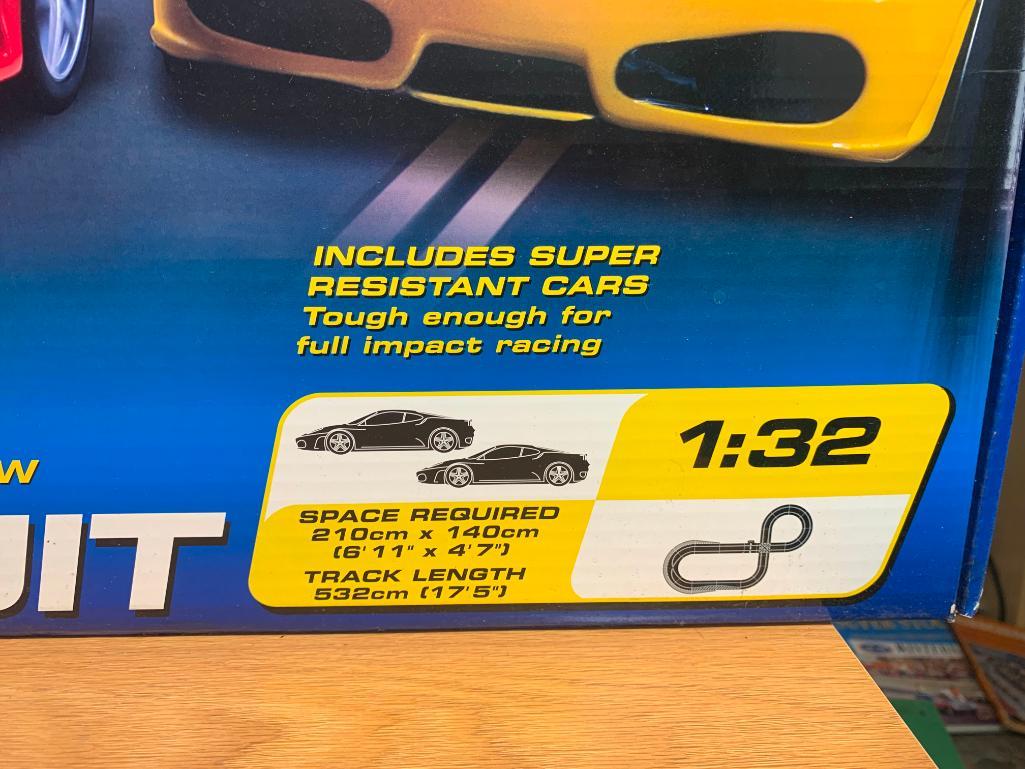 INCLUDES SUPER
RESISTANT CARS
Tough enough for
full impact racing
W
UIT
1:32
SPACE REQUIRED
210cm x 140cm
(6'11" x 4'7")
TRACK LENGTH
532cm (17'5")